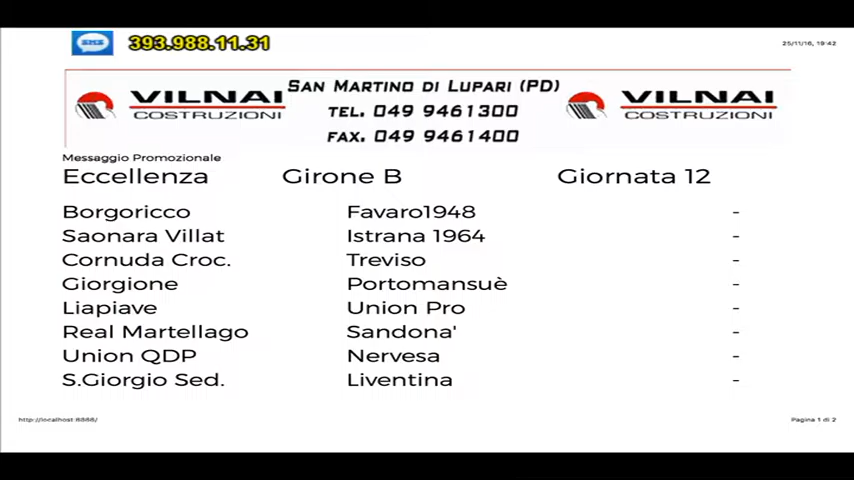 SMS 393.988.11.31
25/11/16, 19:42
VILNAI COSTRUZIONI
SAN MARTINO DI LUPARI (PD)
TEL. 049 9461300
FAX. 049 9461400
VILNAI COSTRUZIONI
Messaggio Promozionale
Eccellenza Girone B Giornata 12
Borgoricco Favaro1948 -
Saonara Villat Istrana 1964 -
Cornuda Croc. Treviso -
Giorgione Portomansuè -
Liapiave Union Pro -
Real Martellago Sandona' -
Union QDP Nervesa -
S.Giorgio Sed. Liventina -
http://localhost:8888/ Pagina 1 di 2